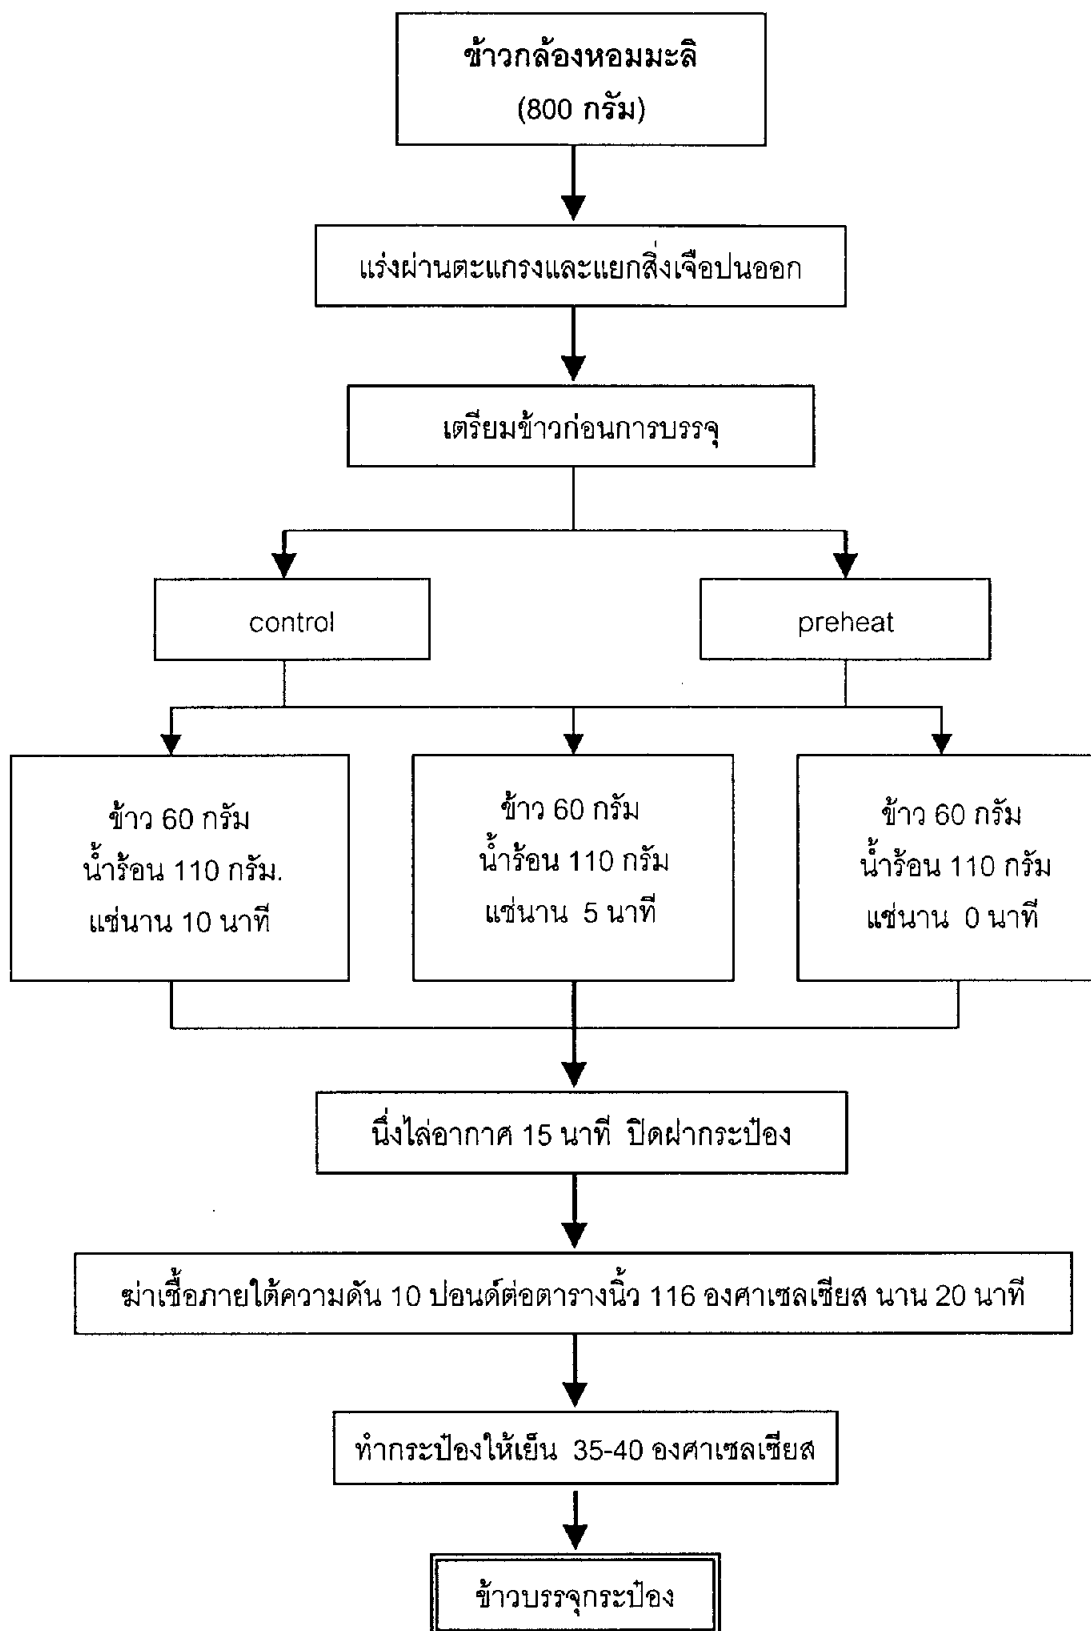 ข้าวกล้องหอมมะลิ
(800 กรัม)
แร่งผ่านตะแกรงและแยกสิ่งเจือปนออก
เตรียมข้าวก่อนการบรรจุ
control
preheat
ข้าว 60 กรัม
น้ำร้อน 110 กรัม.
แช่นาน 10 นาที
ข้าว 60 กรัม
น้ำร้อน 110 กรัม
แช่นาน 5 นาที
ข้าว 60 กรัม
น้ำร้อน 110 กรัม
แช่นาน 0 นาที
นึ่งไล่อากาศ 15 นาที ปิดฝากระป๋อง
ฆ่าเชื้อภายใต้ความดัน 10 ปอนด์ต่อตารางนิ้ว 116 องศาเซลเซียส นาน 20 นาที
ทำกระป๋องให้เย็น 35-40 องศาเซลเซียส
ข้าวบรรจุกระป๋อง